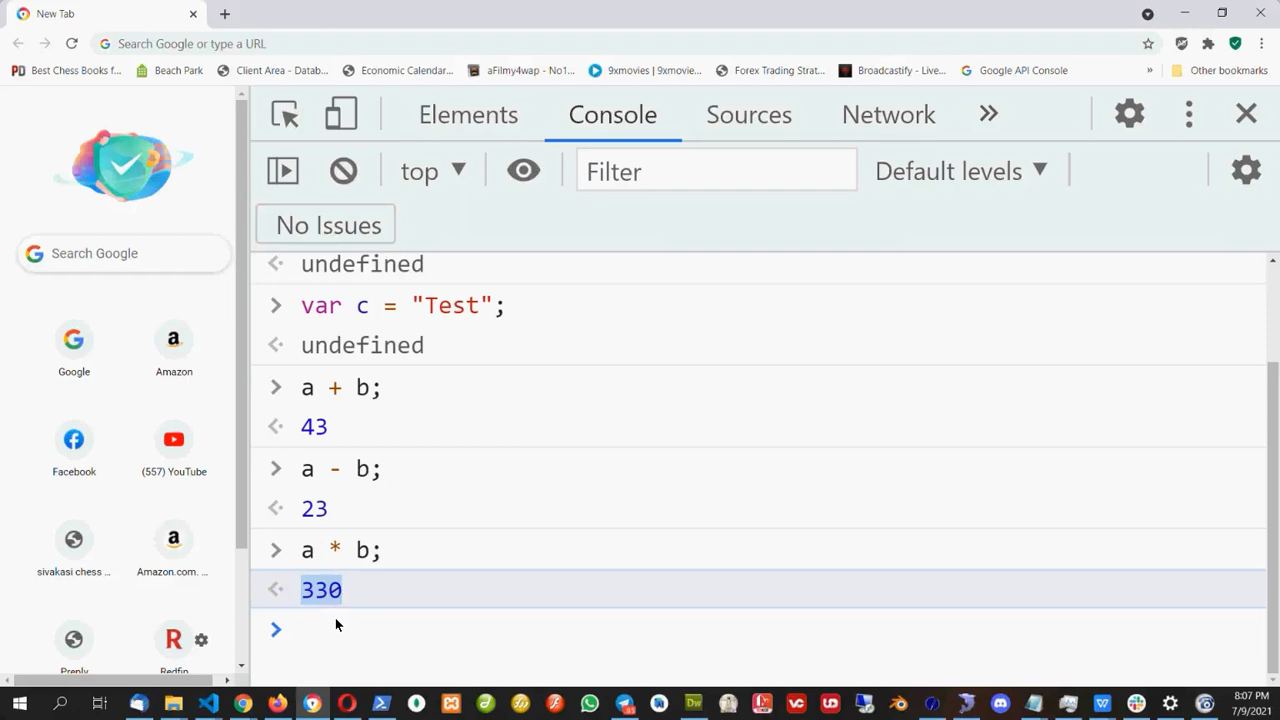 New Tab
Search Google or type a URL
Best Chess Books f...
Beach Park
Client Area - Datab...
Economic Calendar...
aFilmy4wap - No1...
9xmovies | 9xmovie...
Forex Trading Strat...
Broadcastify - Live...
Google API Console
»
Other bookmarks
Elements
Console
Sources
Network
top
Filter
Default levels
No Issues
Search Google
Google
Amazon
Facebook
(557) YouTube
sivakasi chess ...
Amazon.com. ...
Preply
Redfin
undefined
var c = "Test";
undefined
a + b;
43
a - b;
23
a * b;
330
8:07 PM
7/9/2021